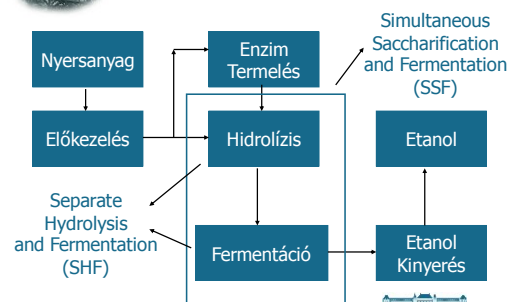 Simultaneous
Saccharification
and Fermentation
(SSF)
Nyersanyag
Enzim
Termelés
Előkezelés
Hidrolízis
Etanol
Separate
Hydrolysis
and Fermentation
(SHF)
Fermentáció
Etanol
Kinyerés